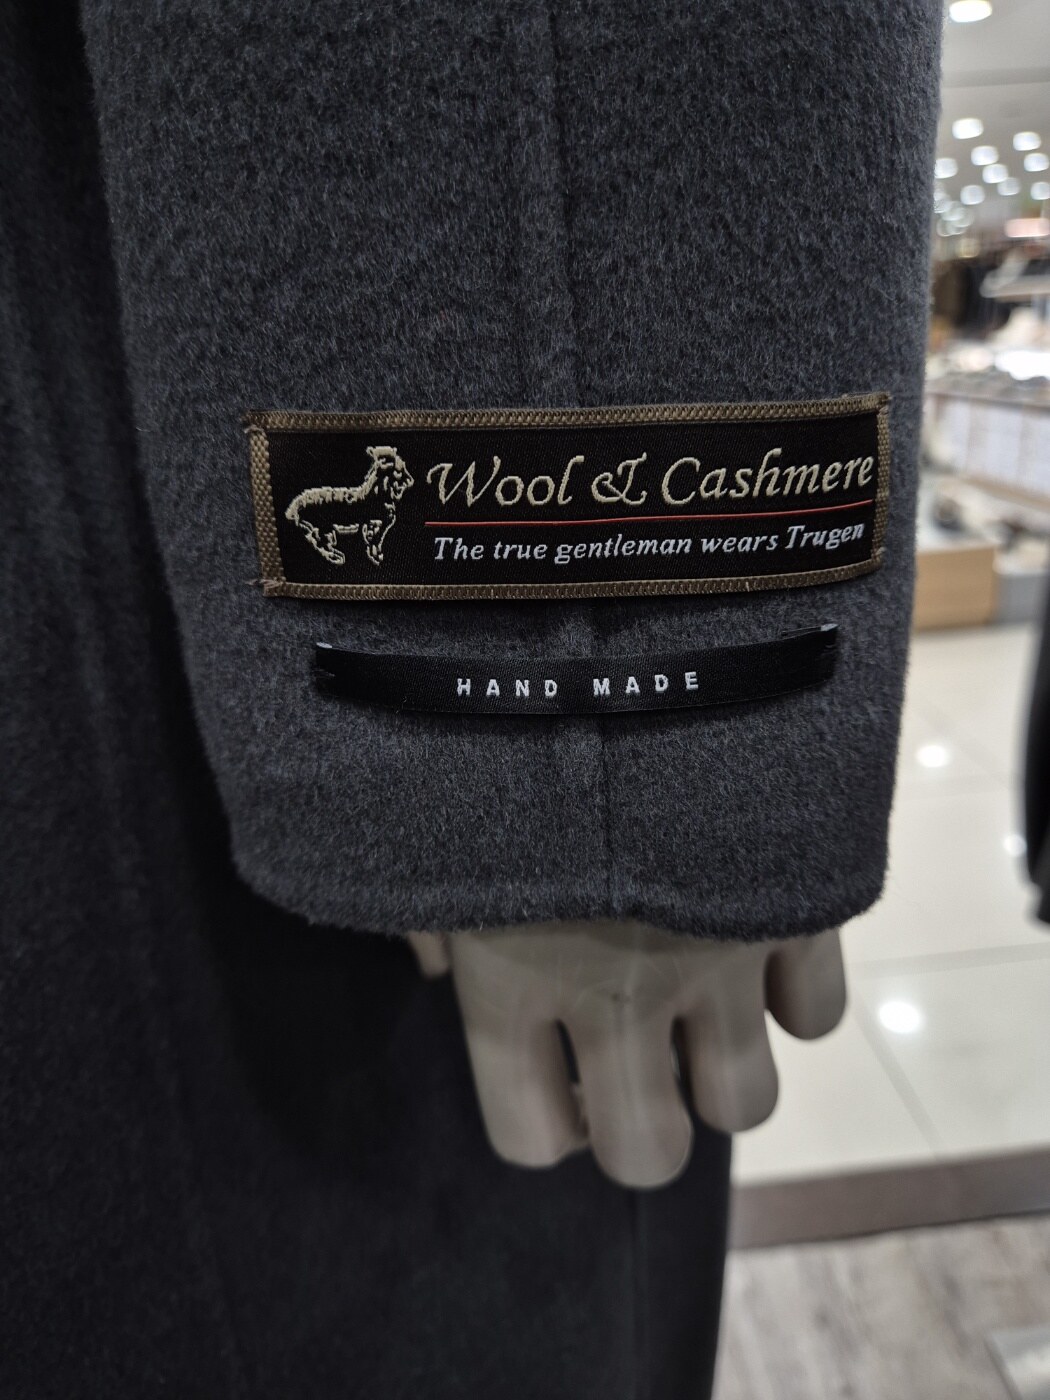 Wool & Cashmere
The true gentleman wears Trugen
HAND MADE